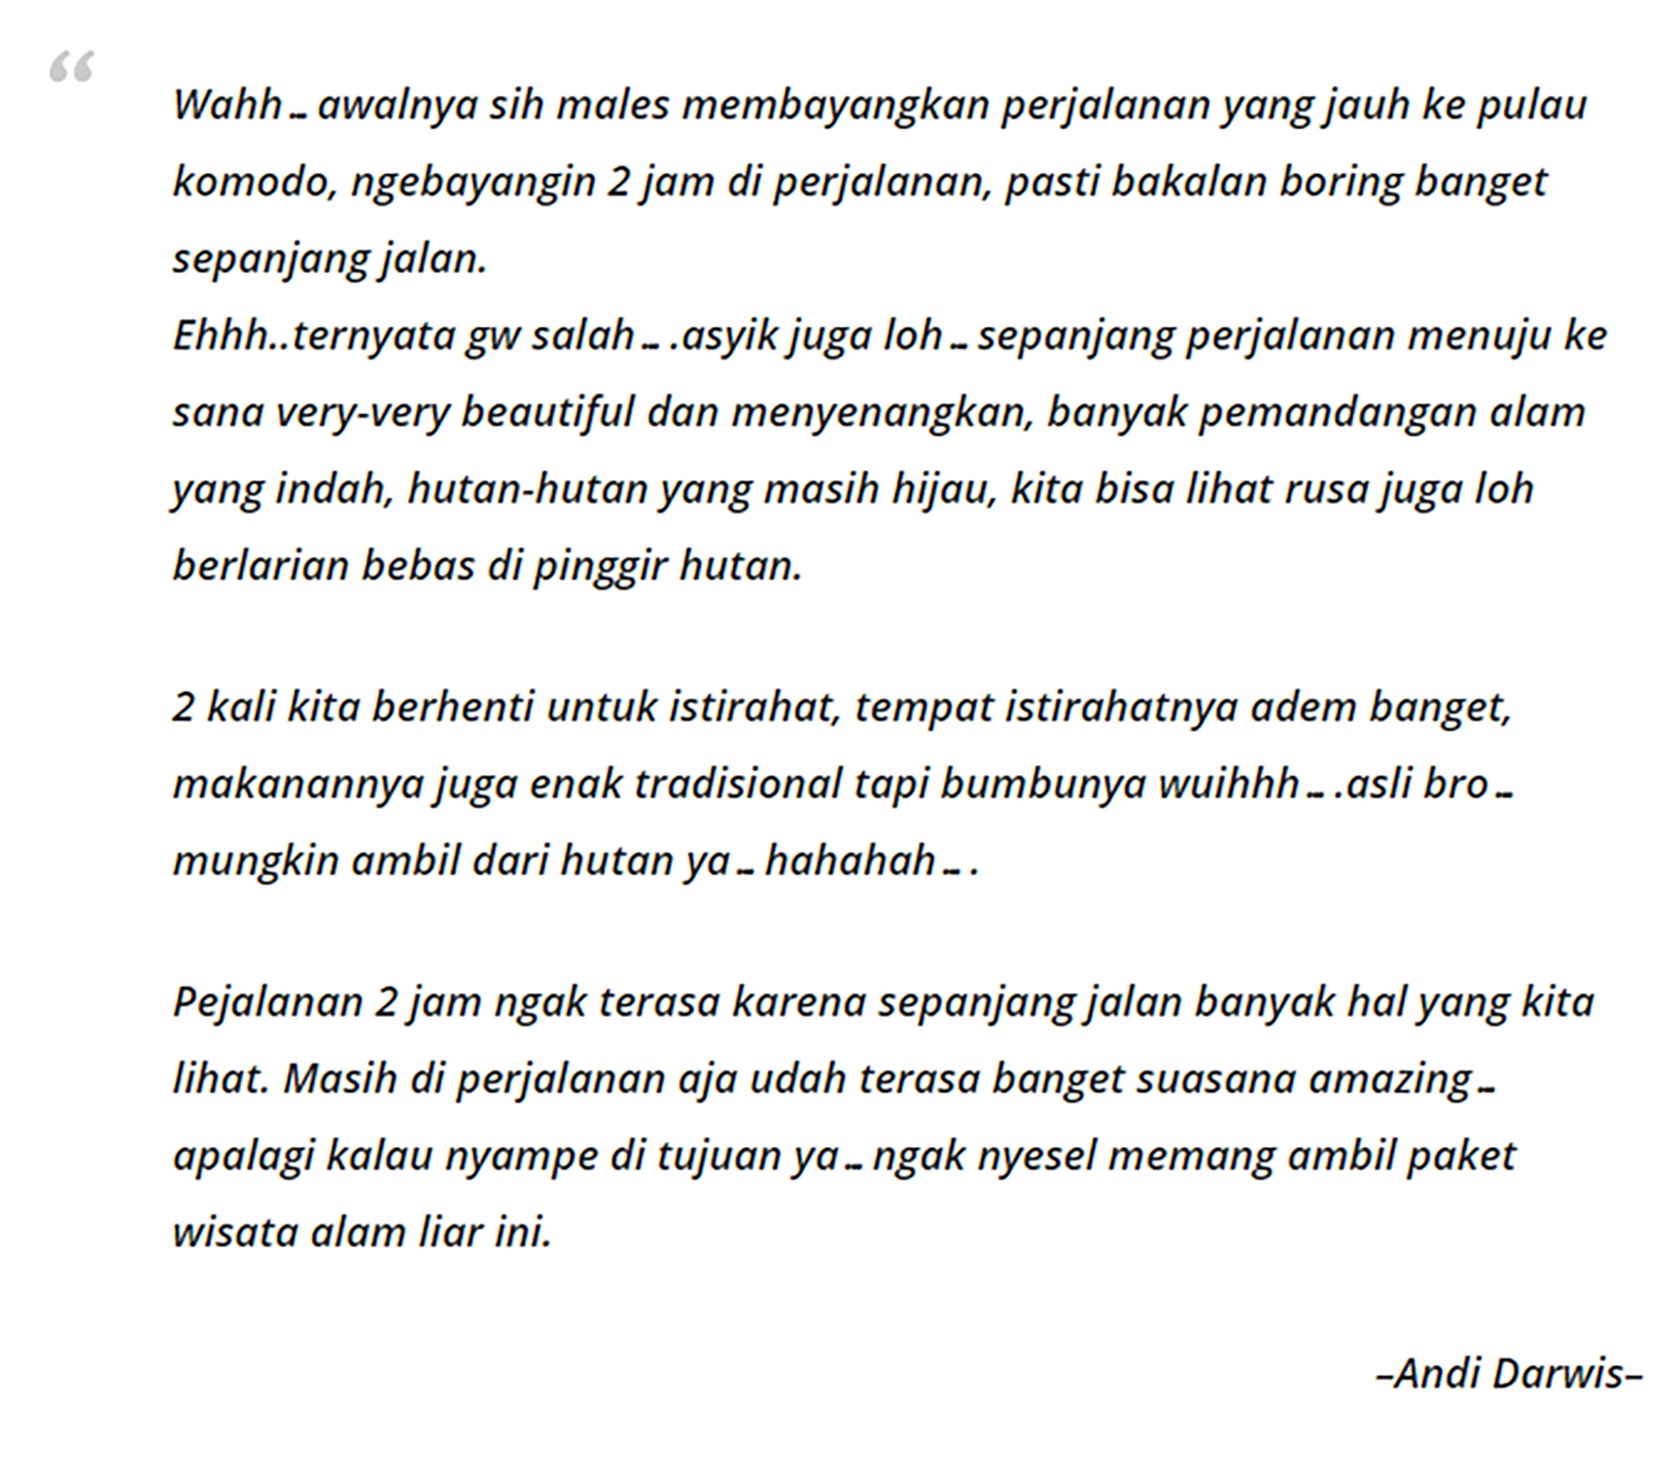 “
Wahh… awalnya sih males membayangkan perjalanan yang jauh ke pulau
komodo, ngebayangin 2 jam di perjalanan, pasti bakalan boring banget
sepanjang jalan.
Ehhh..ternyata gw salah… .asyik juga loh… sepanjang perjalanan menuju ke
sana very-very beautiful dan menyenangkan, banyak pemandangan alam
yang indah, hutan-hutan yang masih hijau, kita bisa lihat rusa juga loh
berlarian bebas di pinggir hutan.
2 kali kita berhenti untuk istirahat, tempat istirahatnya adem banget,
makanannya juga enak tradisional tapi bumbunya wuihhh… .asli bro…
mungkin ambil dari hutan ya… hahahah… .
Pejalanan 2 jam ngak terasa karena sepanjang jalan banyak hal yang kita
lihat. Masih di perjalanan aja udah terasa banget suasana amazing…
apalagi kalau nyampe di tujuan ya… ngak nyesel memang ambil paket
wisata alam liar ini.
–Andi Darwis–